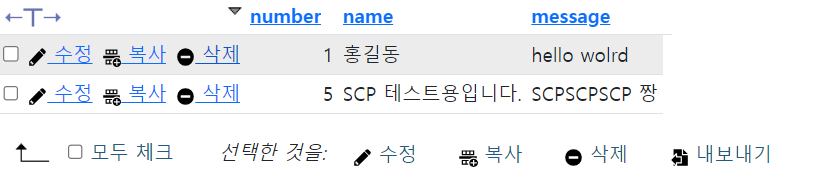 ←T→ number name message
수정 복사 삭제 1 홍길동 hello wolrd
수정 복사 삭제 5 SCP 테스트용입니다. SCPSCPSCP 짱
모두 체크 선택한 것을: 수정 복사 삭제 내보내기